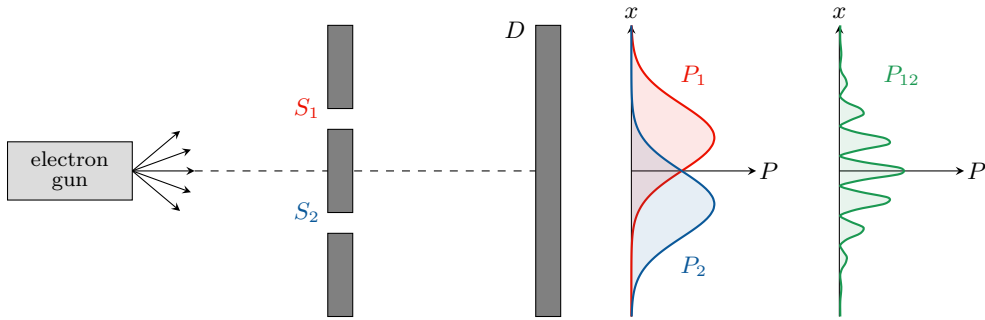 electron
gun
S₁
S₂
D
x
P₁
P
P₂
x
P₁₂
P